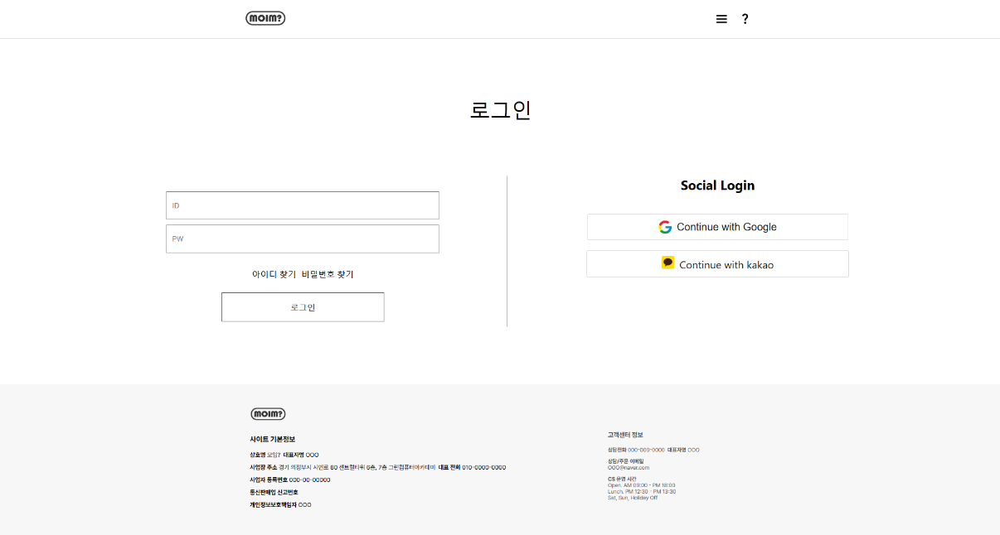 MOIM?
?
로그인
ID
PW
아이디 찾기 비밀번호 찾기
로그인
Social Login
Continue with Google
Continue with kakao
MOIM?
사이트 기본정보
상호명 모임? 대표자명 OOO
사업장 주소 경기 의정부시 시민로 80 센트럴타워 6층, 7층 그린컴퓨터아카데미 대표 전화 010-0000-0000
사업자 등록번호 000-00-00000
통신판매업 신고번호
개인정보보호책임자 OOO
고객센터 정보
상담전화 000-000-0000 대표자명 OOO
상담/주문 이메일
OOO@naver.com
CS 운영 시간
Open. AM 09:00 - PM 18:00
Lunch. PM 12:30 - PM 13:30
Sat, Sun, Holiday Off